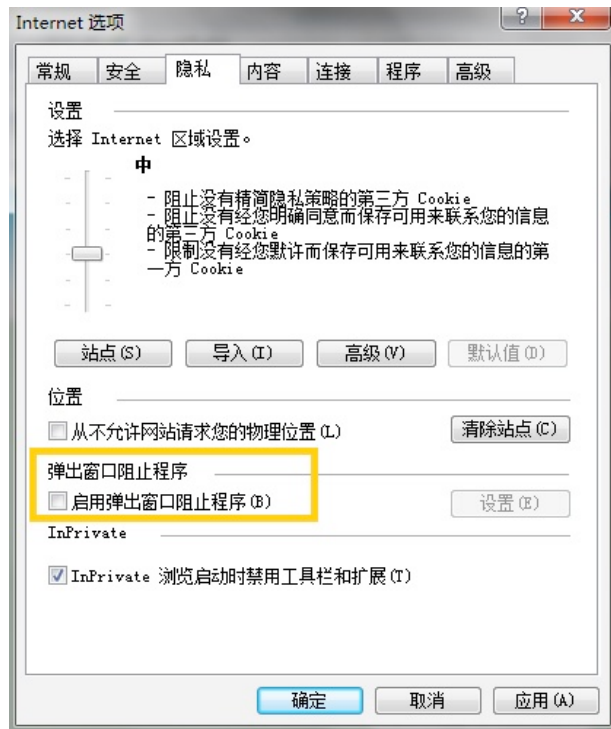 Internet 选项
常规 安全 隐私 内容 连接 程序 高级
设置
选择 Internet 区域设置。
中
- 阻止没有精简隐私策略的第三方 Cookie
- 阻止没有经您明确同意而保存可用来联系您的信息
的第三方 Cookie
- 限制没有经您默许而保存可用来联系您的信息的第
一方 Cookie
站点(S) 导入(I) 高级(V) 默认值(D)
位置
从不允许网站请求您的物理位置(L) 清除站点(C)
弹出窗口阻止程序
启用弹出窗口阻止程序(B) 设置(E)
InPrivate
InPrivate 浏览启动时禁用工具栏和扩展(T)
确定 取消 应用(A)